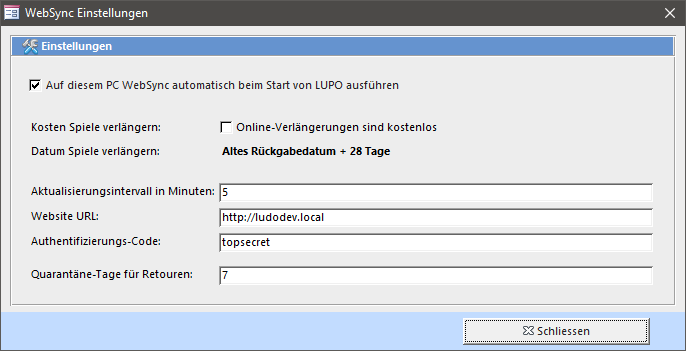 WebSync Einstellungen
Einstellungen
Auf diesem PC WebSync automatisch beim Start von LUPO ausführen
Kosten Spiele verlängern: Online-Verlängerungen sind kostenlos
Datum Spiele verlängern: Altes Rückgabedatum + 28 Tage
Aktualisierungsintervall in Minuten: 5
Website URL: http://ludodev.local
Authentifizierungs-Code: topsecret
Quarantäne-Tage für Retouren: 7
Schliessen